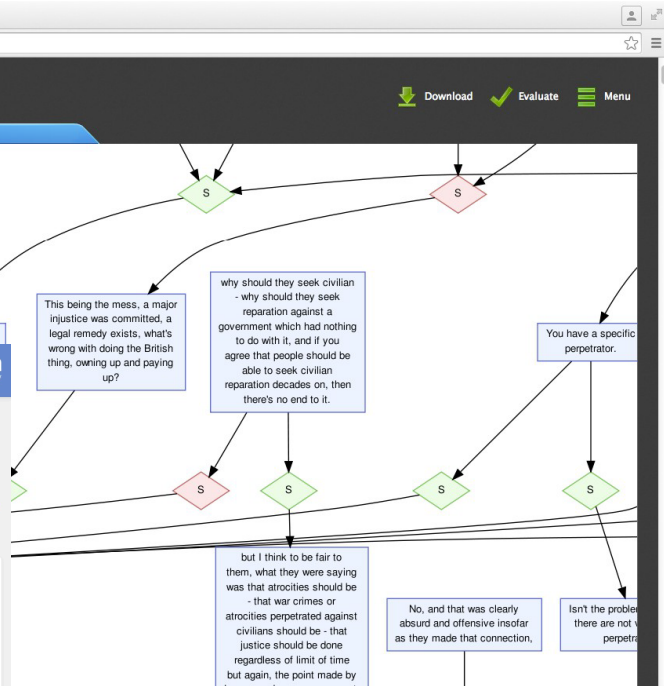 Download
Evaluate
Menu
S
S
This being the mess, a major
injustice was committed, a
legal remedy exists, what's
wrong with doing the British
thing, owning up and paying
up?
why should they seek civilian
- why should they seek
reparation against a
government which had nothing
to do with it, and if you
agree that people should be
able to seek civilian
reparation decades on, then
there's no end to it.
You have a specific
perpetrator.
S
S
S
S
but I think to be fair to
them, what they were saying
was that atrocities should be
- that war crimes or
atrocities perpetrated against
civilians should be - that
justice should be done
regardless of limit of time
but again, the point made by
No, and that was clearly
absurd and offensive insofar
as they made that connection,
Isn't the
there are not